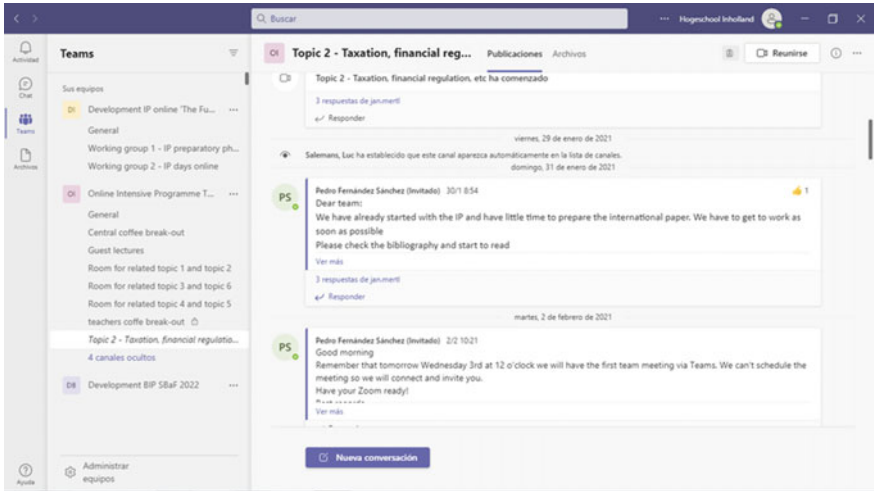 Buscar
Hogeschool Inholland
Actividad
Chat
Teams
Archivos
Ayuda
Teams
Sus equipos
DI Development IP online 'The Fu...
General
Working group 1 - IP preparatory ph...
Working group 2 - IP days online
OI Online Intensive Programme T...
General
Central coffee break-out
Guest lectures
Room for related topic 1 and topic 2
Room for related topic 3 and topic 6
Room for related topic 4 and topic 5
teachers coffe break-out
Topic 2 - Taxation, financial regulatio...
4 canales ocultos
DB Development BIP SBaF 2022
Administrar
equipos
OI Topic 2 - Taxation, financial reg... Publicaciones Archivos
Reunirse
Topic 2 - Taxation, financial regulation, etc ha comenzado
3 respuestas de jan.mertl
Responder
viernes, 29 de enero de 2021
Salemans, Luc ha establecido que este canal aparezca automáticamente en la lista de canales.
domingo, 31 de enero de 2021
PS
Pedro Fernández Sánchez (Invitado) 30/1 8:54
1
Dear team:
We have already started with the IP and have little time to prepare the international paper. We have to get to work as
soon as possible
Please check the bibliography and start to read
Ver más
3 respuestas de jan.mertl
Responder
martes, 2 de febrero de 2021
PS
Pedro Fernández Sánchez (Invitado) 2/2 10:21
Good morning
Remember that tomorrow Wednesday 3rd at 12 o'clock we will have the first team meeting via Teams. We can't schedule the
meeting so we will connect and invite you.
Have your Zoom ready!
Ver más
Nueva conversación